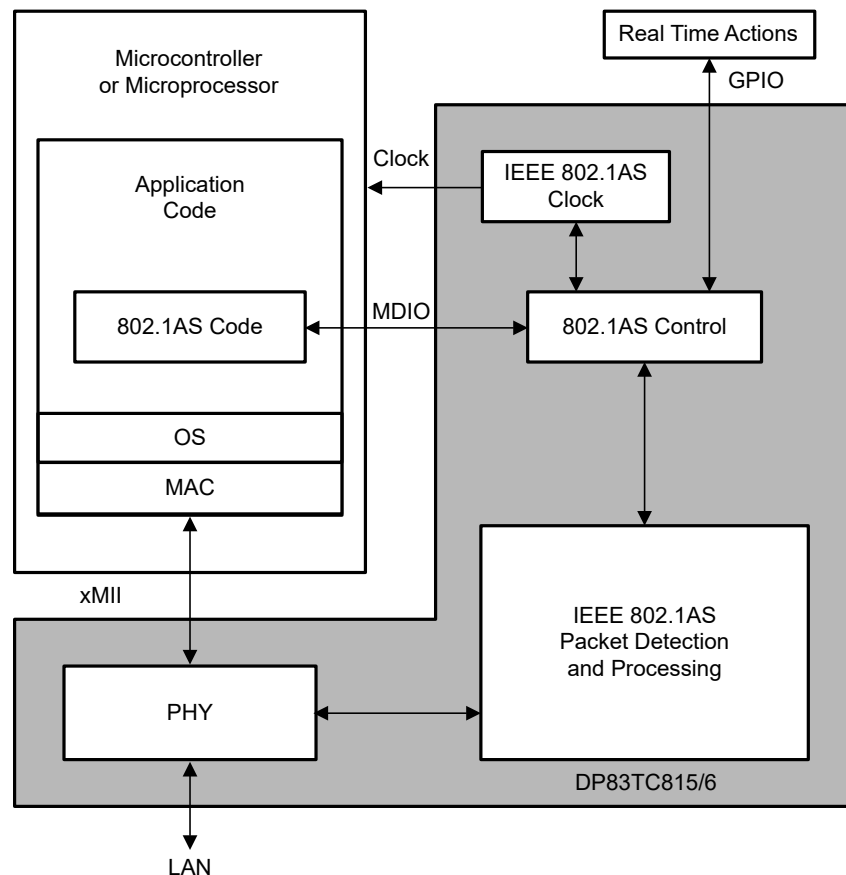 Microcontroller
or Microprocessor
Real Time Actions
GPIO
Clock
IEEE 802.1AS
Clock
Application
Code
MDIO
802.1AS Code
802.1AS Control
OS
MAC
xMII
IEEE 802.1AS
Packet Detection
and Processing
PHY
DP83TC815/6
LAN